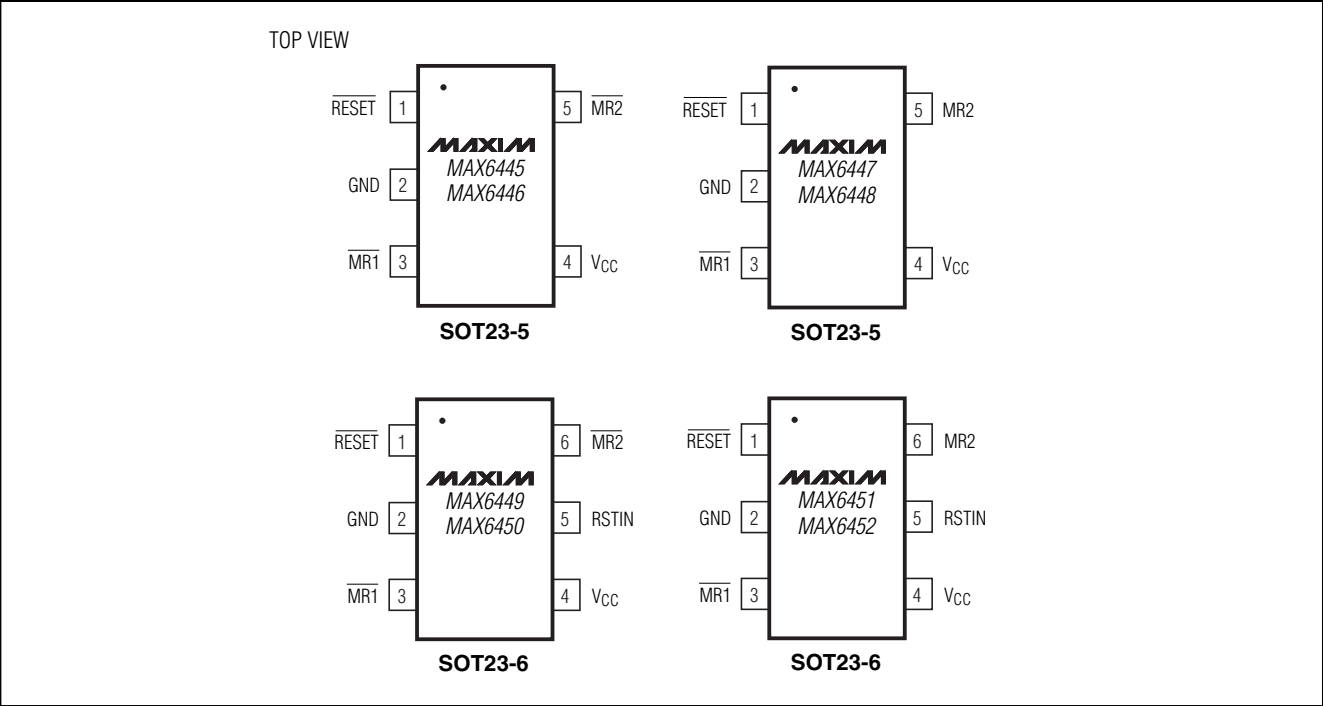 TOP VIEW
RESET 1 5 MR2
MAXIM
MAX6445
GND 2
MAX6446
MR1 3 4 VCC
SOT23-5
RESET 1 5 MR2
MAXIM
MAX6447
GND 2
MAX6448
MR1 3 4 VCC
SOT23-5
RESET 1 6 MR2
MAXIM
MAX6449
GND 2 5 RSTIN
MAX6450
MR1 3 4 VCC
SOT23-6
RESET 1 6 MR2
MAXIM
MAX6451
GND 2 5 RSTIN
MAX6452
MR1 3 4 VCC
SOT23-6